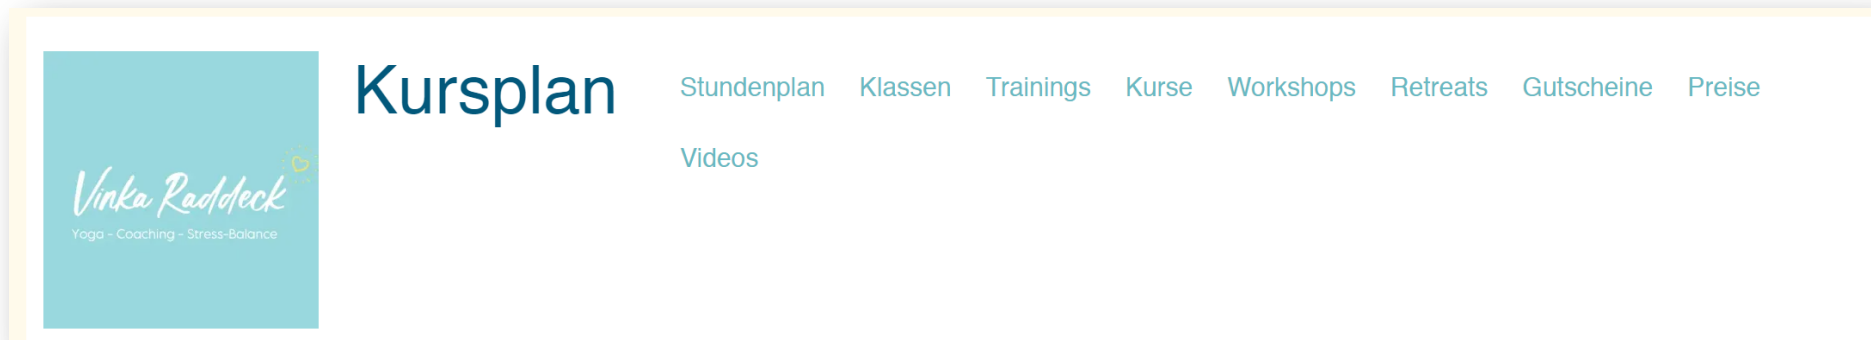 Vinka Raddeck
Yoga - Coaching - Stress-Balance
Kursplan
Stundenplan Klassen Trainings Kurse Workshops Retreats Gutscheine Preise
Videos